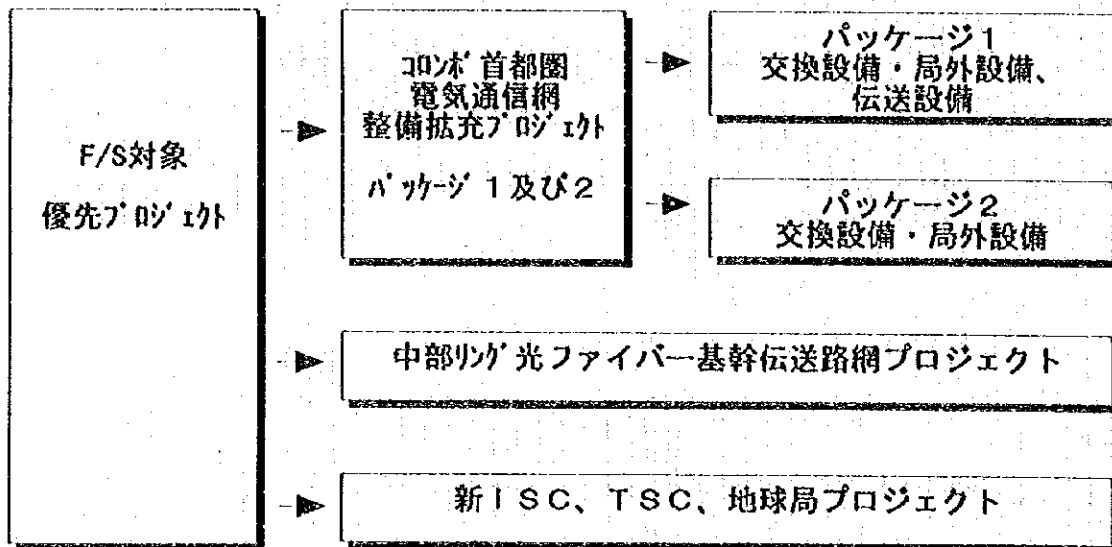 F/S対象
優先ﾌﾟﾛｼﾞｪｸﾄ
ｺﾛﾝﾎﾞ首都圏
電気通信網
整備拡充ﾌﾟﾛｼﾞｪｸﾄ
ﾊﾟｯｹｰｼﾞ１及び２
パッケージ１
交換設備・局外設備、
伝送設備
パッケージ２
交換設備・局外設備
中部ﾘﾝｸﾞ光ファイバー基幹伝送路網プロジェクト
新ＩＳＣ、ＴＳＣ、地球局プロジェクト